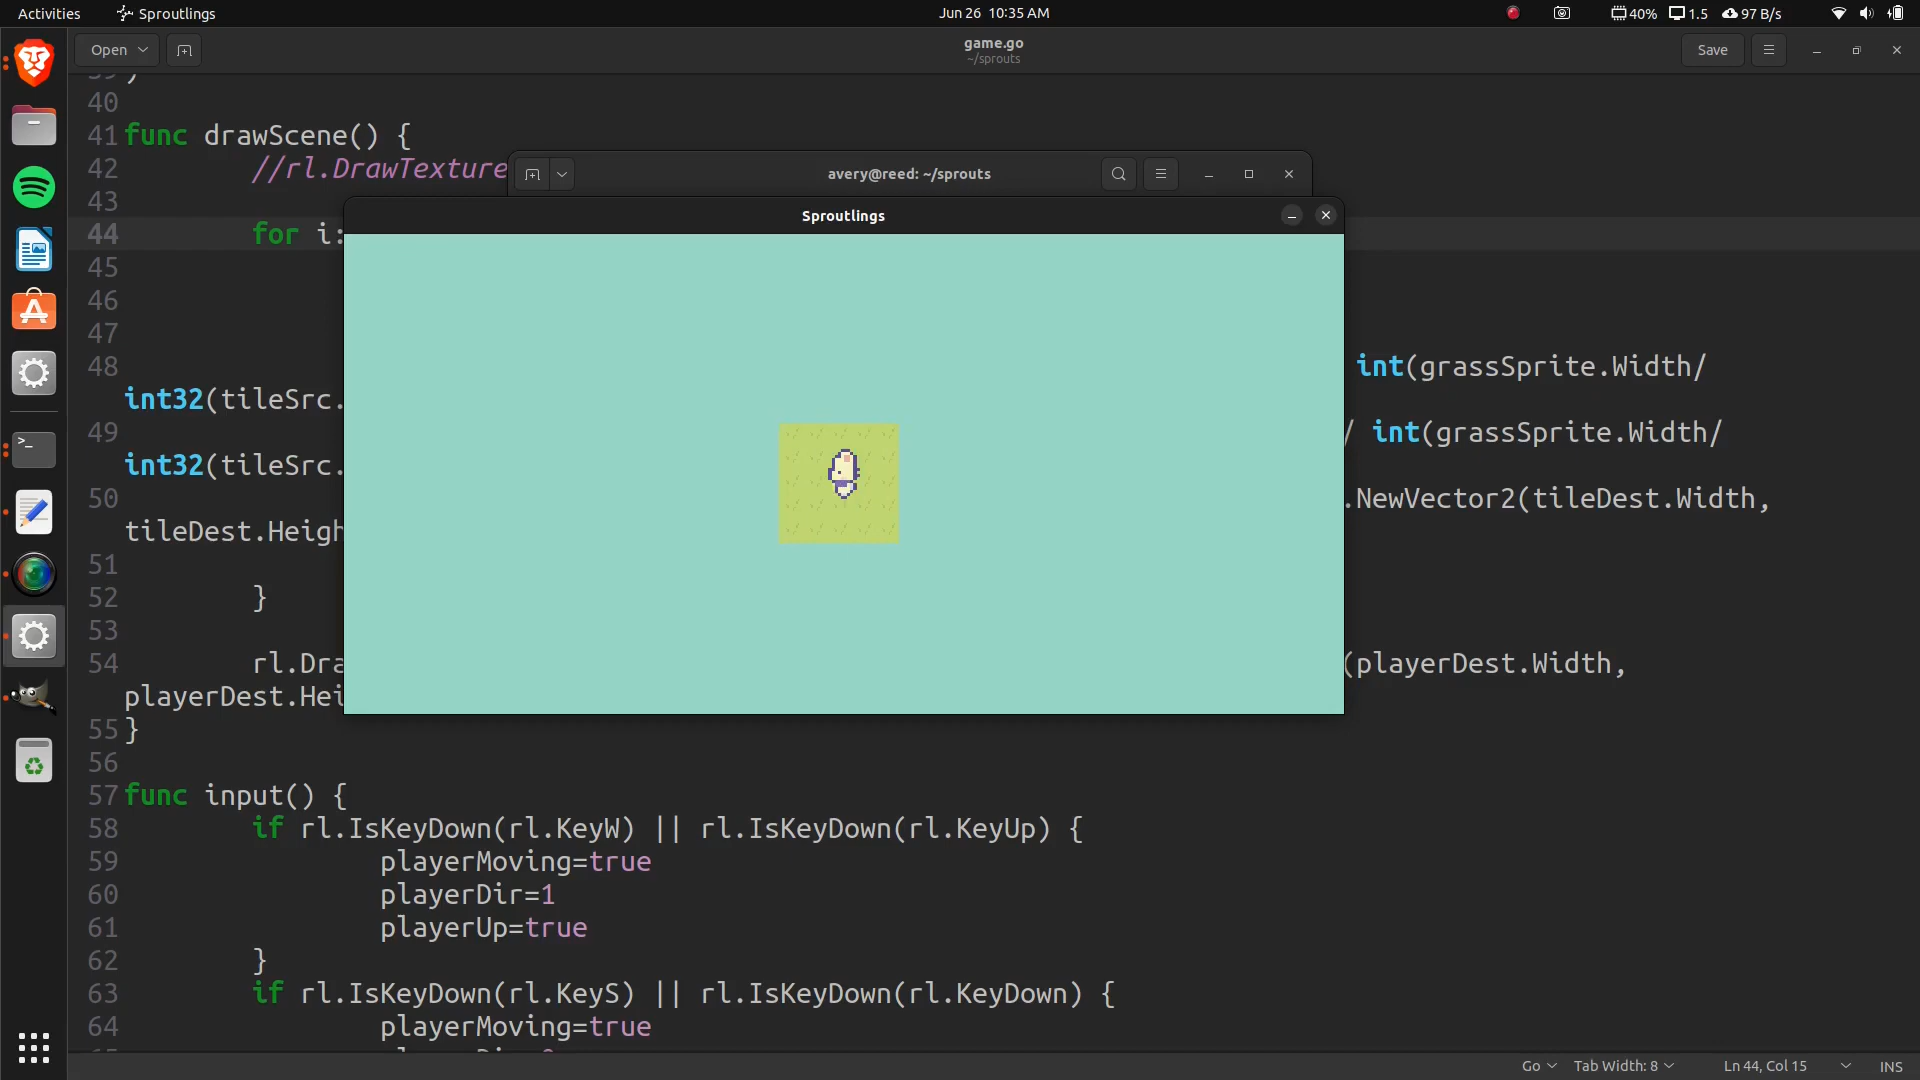 Activities
Sproutlings
Jun 26 10:35 AM
40%
1.5
97 B/s
Open
game.go
~/sprouts
Save
40
41 func drawScene() {
42 //rl.DrawTexture
avery@reed: ~/sprouts
43
Sproutlings
44 for i:
45
46
47
48 int(grassSprite.Width/
int32(tileSrc.
49 / int(grassSprite.Width/
int32(tileSrc.
50 .NewVector2(tileDest.Width,
tileDest.Heigh
51
52 }
53
54 rl.Dra (playerDest.Width,
playerDest.Hei
55 }
56
57 func input() {
58 if rl.IsKeyDown(rl.KeyW) || rl.IsKeyDown(rl.KeyUp) {
59 playerMoving=true
60 playerDir=1
61 playerUp=true
62 }
63 if rl.IsKeyDown(rl.KeyS) || rl.IsKeyDown(rl.KeyDown) {
64 playerMoving=true
Go
Tab Width: 8
Ln 44, Col 15
INS